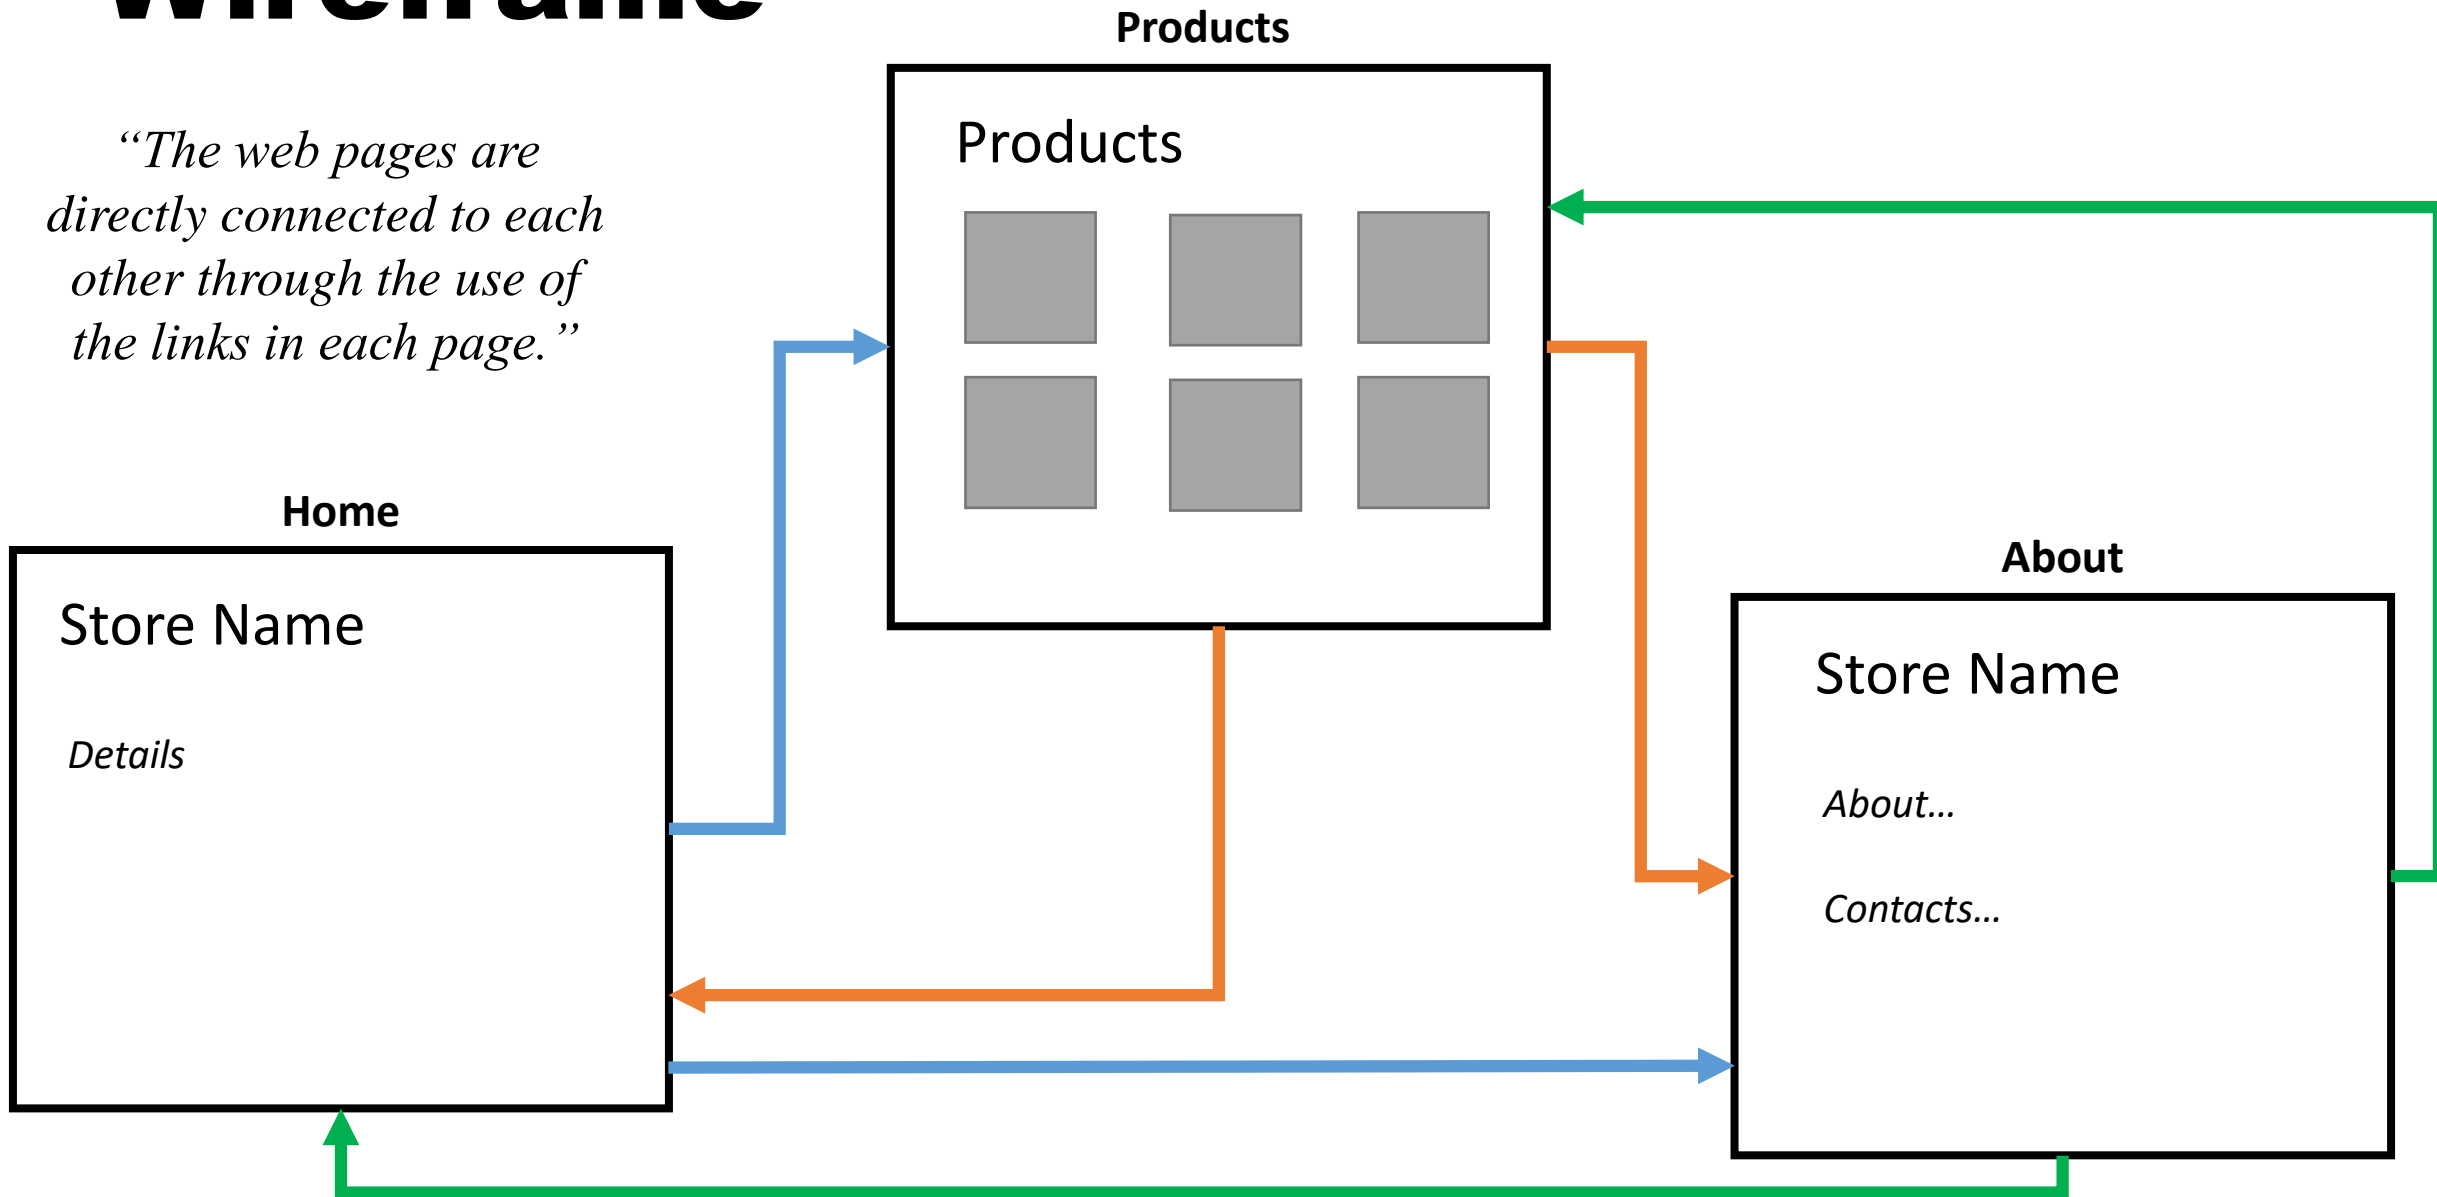 Wireframe
Products
Products
“The web pages are
directly connected to each
other through the use of
the links in each page.”
Home
Store Name
Details
About
Store Name
About...
Contacts...